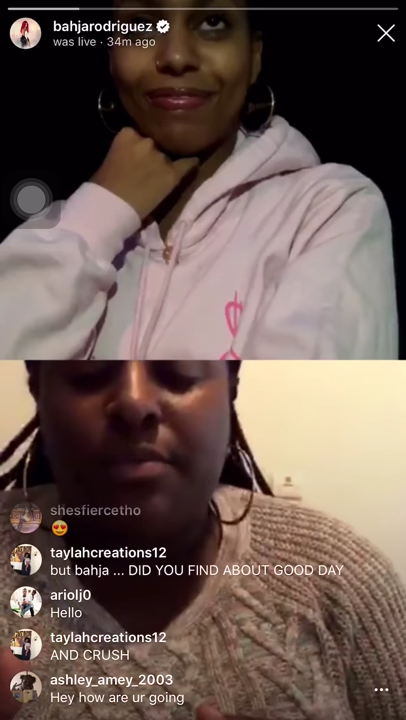 bahjarodriguez
was live · 34m ago
shesfiercetho
😍
taylahcreations12
but bahja ... DID YOU FIND ABOUT GOOD DAY
ariolj0
Hello
taylahcreations12
AND CRUSH
ashley_amey_2003
Hey how are ur going